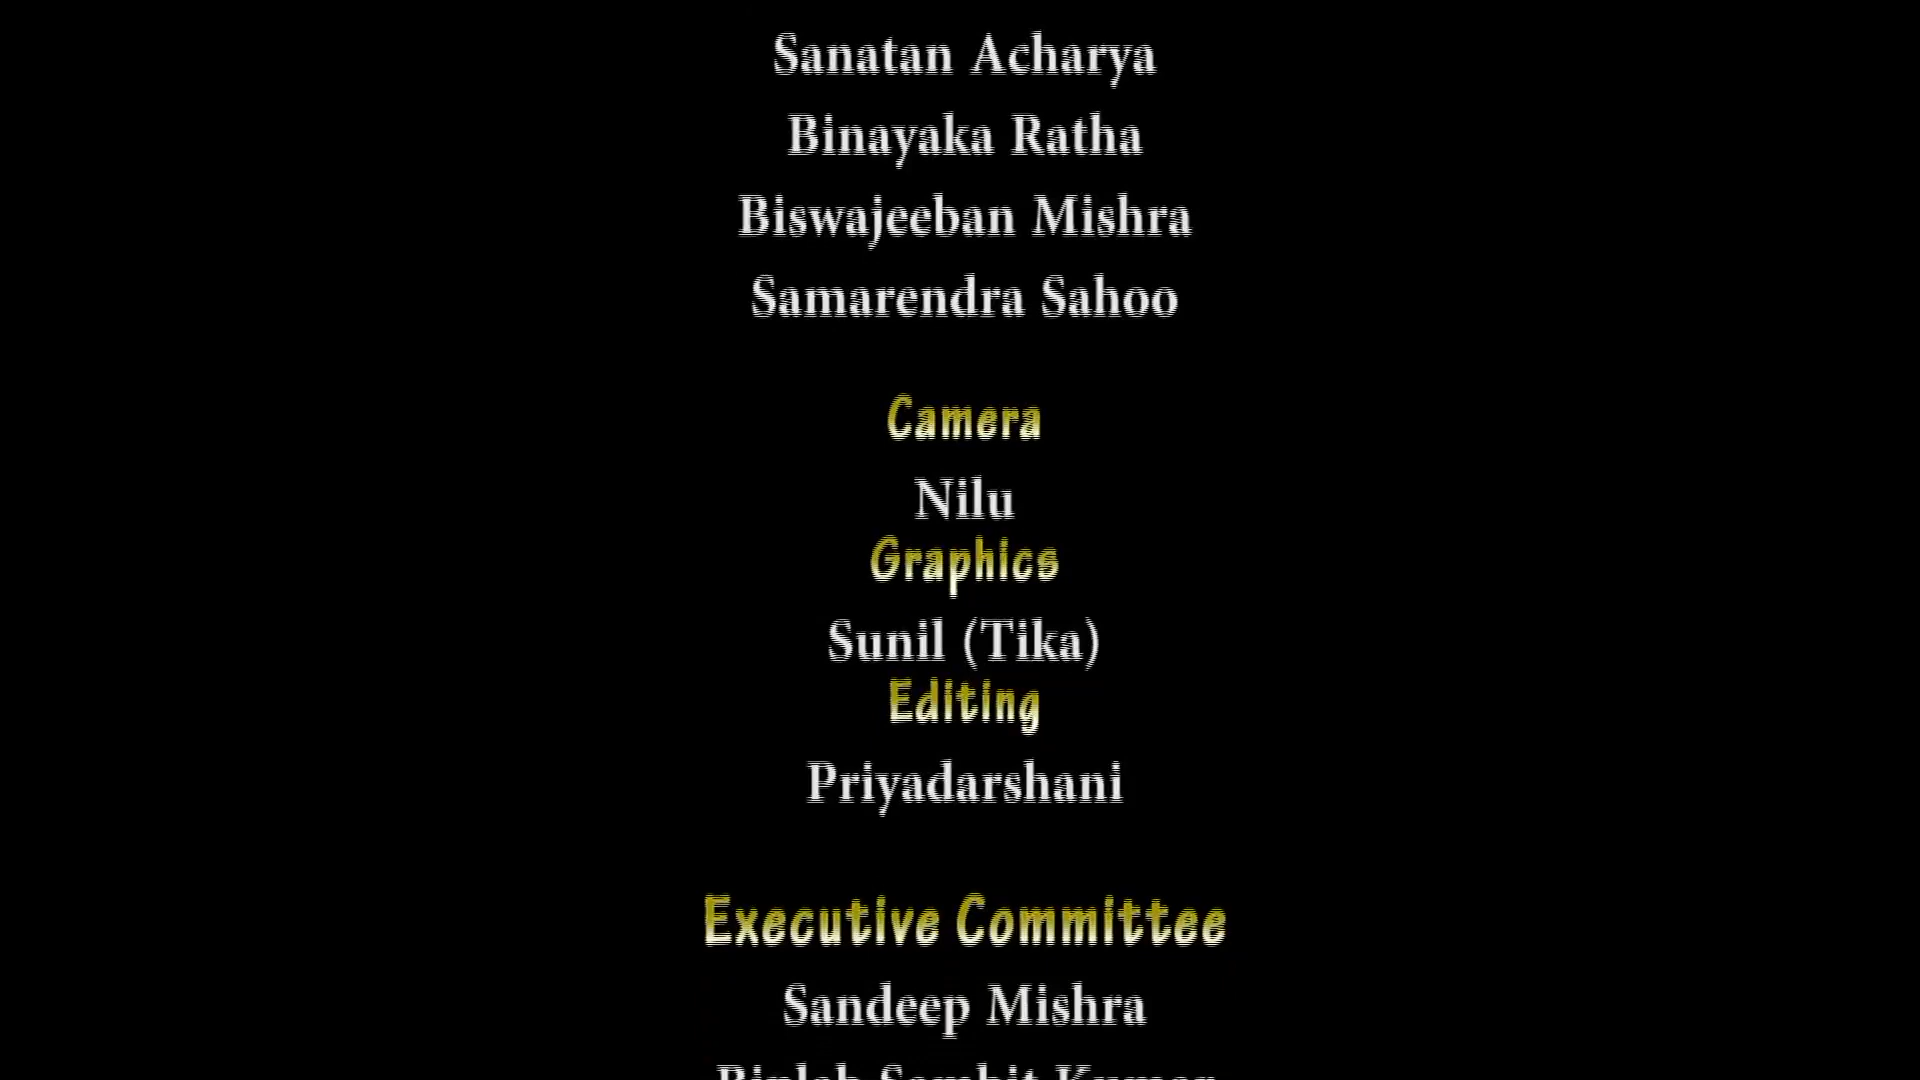 Sanatan Acharya
Binayaka Ratha
Biswajeeban Mishra
Samarendra Sahoo
Camera
Nilu
Graphics
Sunil (Tika)
Editing
Priyadarshani
Executive Committee
Sandeep Mishra